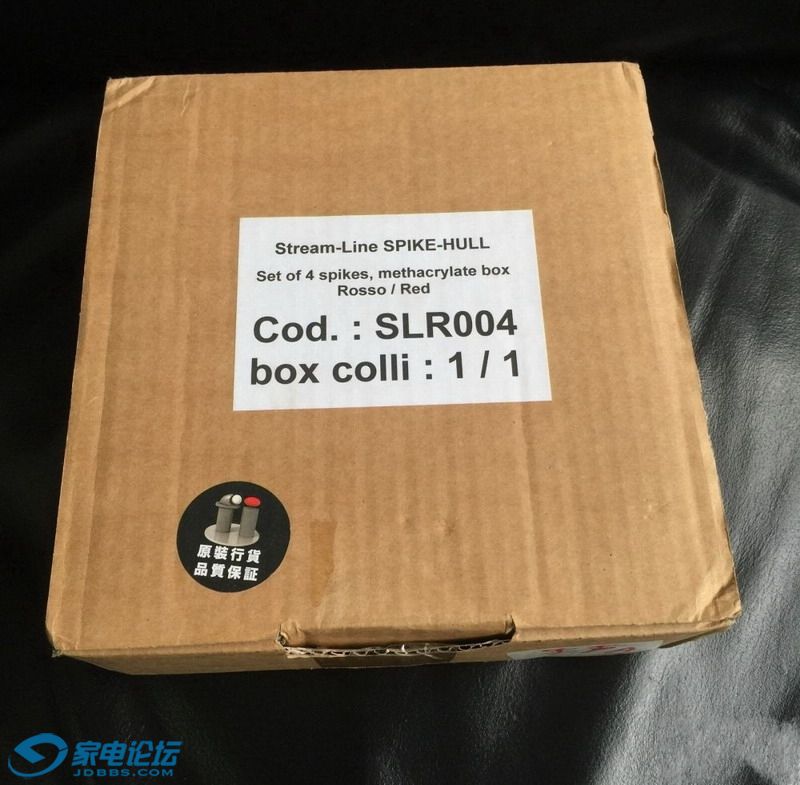 Stream-Line SPIKE-HULL
Set of 4 spikes, methacrylate box
Rosso / Red
Cod. : SLR004
box colli : 1 / 1
原裝行貨
品質保証
家电论坛
JDBBS.COM